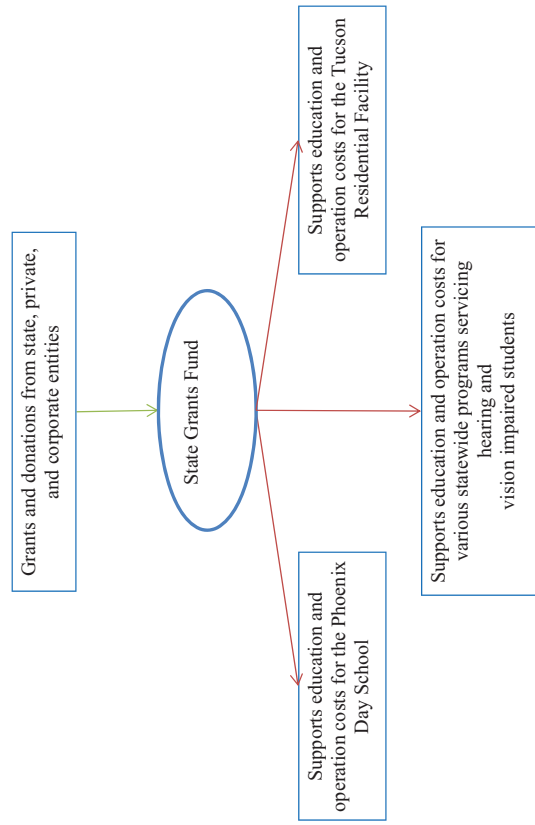 Grants and donations from state, private,
and corporate entities
State Grants Fund
Supports education and
operation costs for the Phoenix
Day School
Supports education and
operation costs for the Tucson
Residential Facility
Supports education and operation costs for
various statewide programs servicing
hearing and
vision impaired students